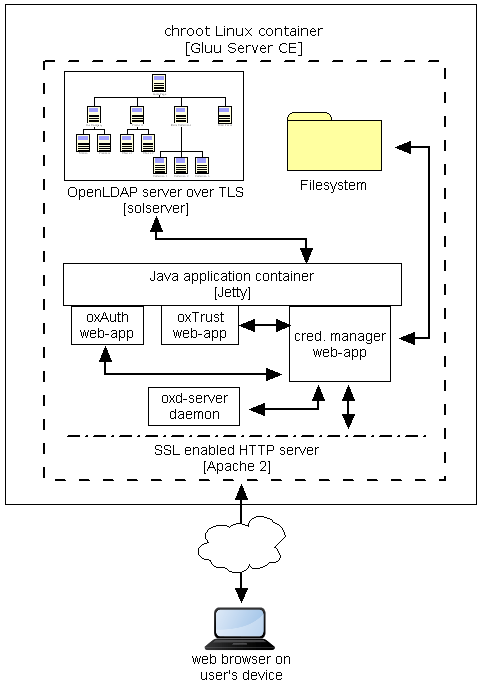 chroot Linux container
[Gluu Server CE]
OpenLDAP server over TLS
[solserver]
Filesystem
Java application container
[Jetty]
oxAuth
web-app
oxTrust
web-app
cred. manager
web-app
oxd-server
daemon
SSL enabled HTTP server
[Apache 2]
web browser on
user's device